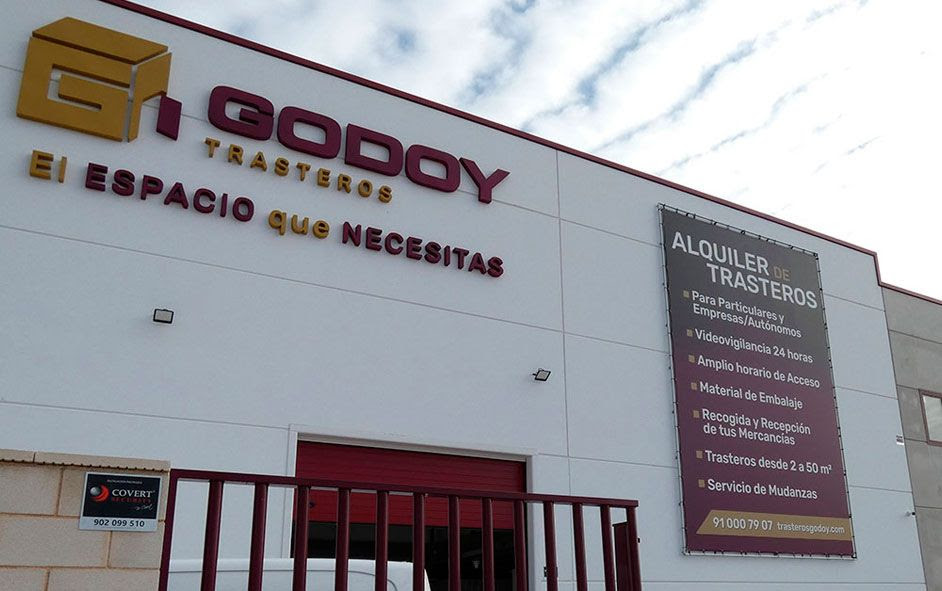 GODOY
TRASTEROS
El ESPACIO que NECESITAS
ALQUILER DE
TRASTEROS
Para Particulares y
Empresas/Autónomos
Videovigilancia 24 horas
Amplio horario de Acceso
Material de Embalaje
Recogida y Recepción
de tus Mercancías
Trasteros desde 2 a 50 m²
Servicio de Mudanzas
91 000 79 07 trasterosgodoy.com
COVERT
SECURITY
902 099 510